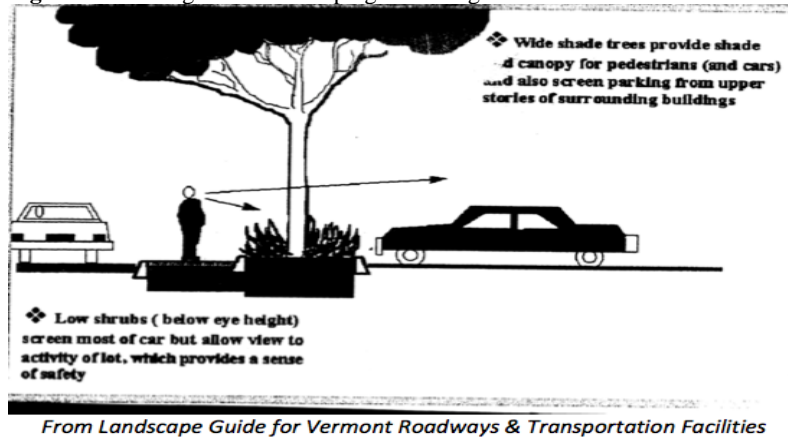 ❖ Wide shade trees provide shade
d canopy for pedestrians (and cars)
nd also screen parking from upper
stories of surrounding buildings
❖ Low shrubs ( below eye height)
screen most of car but allow view to
activity of lot, which provides a sense
of safety
From Landscape Guide for Vermont Roadways & Transportation Facilities